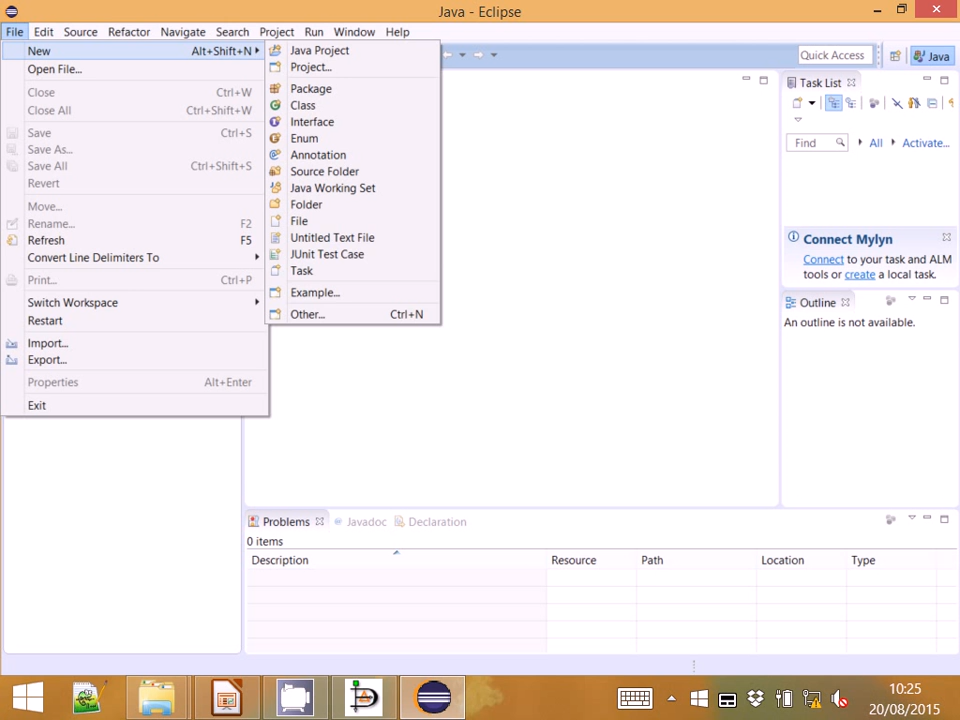 Java - Eclipse
File Edit Source Refactor Navigate Search Project Run Window Help
New Alt+Shift+N
Open File...
Close Ctrl+W
Close All Ctrl+Shift+W
Save Ctrl+S
Save As...
Save All Ctrl+Shift+S
Revert
Move...
Rename... F2
Refresh F5
Convert Line Delimiters To
Print... Ctrl+P
Switch Workspace
Restart
Import...
Export...
Properties Alt+Enter
Exit
Java Project
Project...
Package
Class
Interface
Enum
Annotation
Source Folder
Java Working Set
Folder
File
Untitled Text File
JUnit Test Case
Task
Example...
Other... Ctrl+N
Quick Access Java
Task List
Find All Activate...
Connect Mylyn
Connect to your task and ALM
tools or create a local task.
Outline
An outline is not available.
Problems Javadoc Declaration
0 items
Description Resource Path Location Type
10:25
20/08/2015